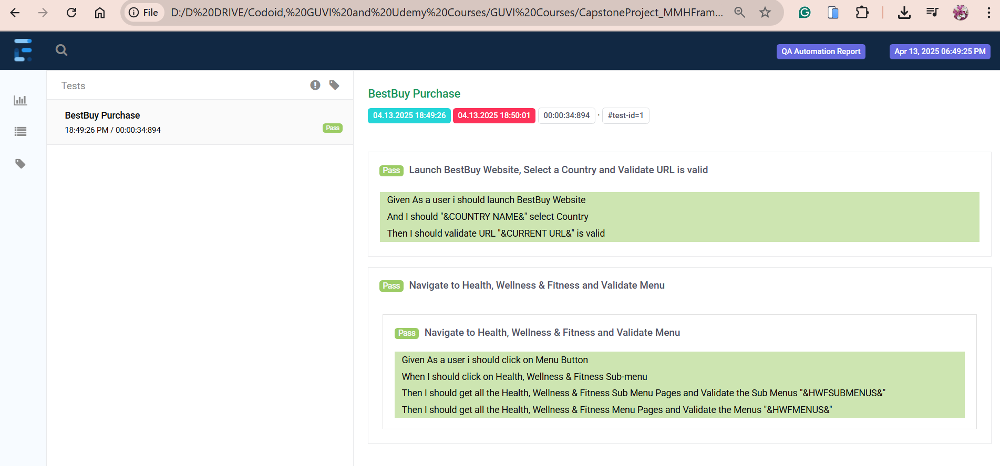 File
D:/D%20DRIVE/Codoid,%20GUVI%20and%20Udemy%20Courses/GUVI%20Courses/CapstoneProject_MMHFram...
QA Automation Report
Apr 13, 2025 06:49:25 PM
Tests
BestBuy Purchase
18:49:26 PM / 00:00:34:894
Pass
BestBuy Purchase
04.13.2025 18:49:26 04.13.2025 18:50:01 00:00:34:894 · #test-id=1
Pass Launch BestBuy Website, Select a Country and Validate URL is valid
Given As a user i should launch BestBuy Website
And I should "&COUNTRY NAME&" select Country
Then I should validate URL "&CURRENT URL&" is valid
Pass Navigate to Health, Wellness & Fitness and Validate Menu
Pass Navigate to Health, Wellness & Fitness and Validate Menu
Given As a user i should click on Menu Button
When I should click on Health, Wellness & Fitness Sub-menu
Then I should get all the Health, Wellness & Fitness Sub Menu Pages and Validate the Sub Menus "&HWFSUBMENUS&"
Then I should get all the Health, Wellness & Fitness Menu Pages and Validate the Menus "&HWFMENUS&"